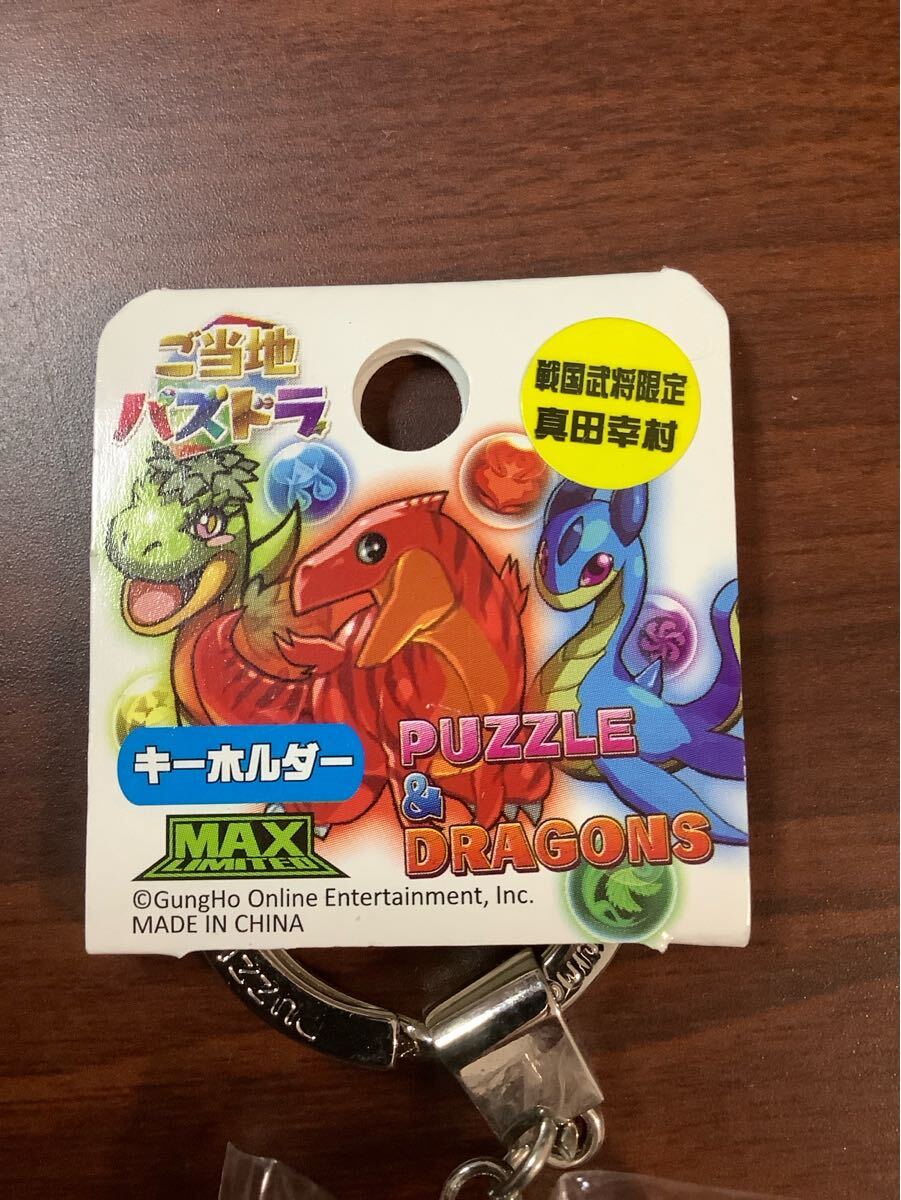 ご当地
パズドラ
戦国武将限定
真田幸村
キーホルダー
PUZZLE
&
DRAGONS
MAX
LIMITED
©GungHo Online Entertainment, Inc.
MADE IN CHINA